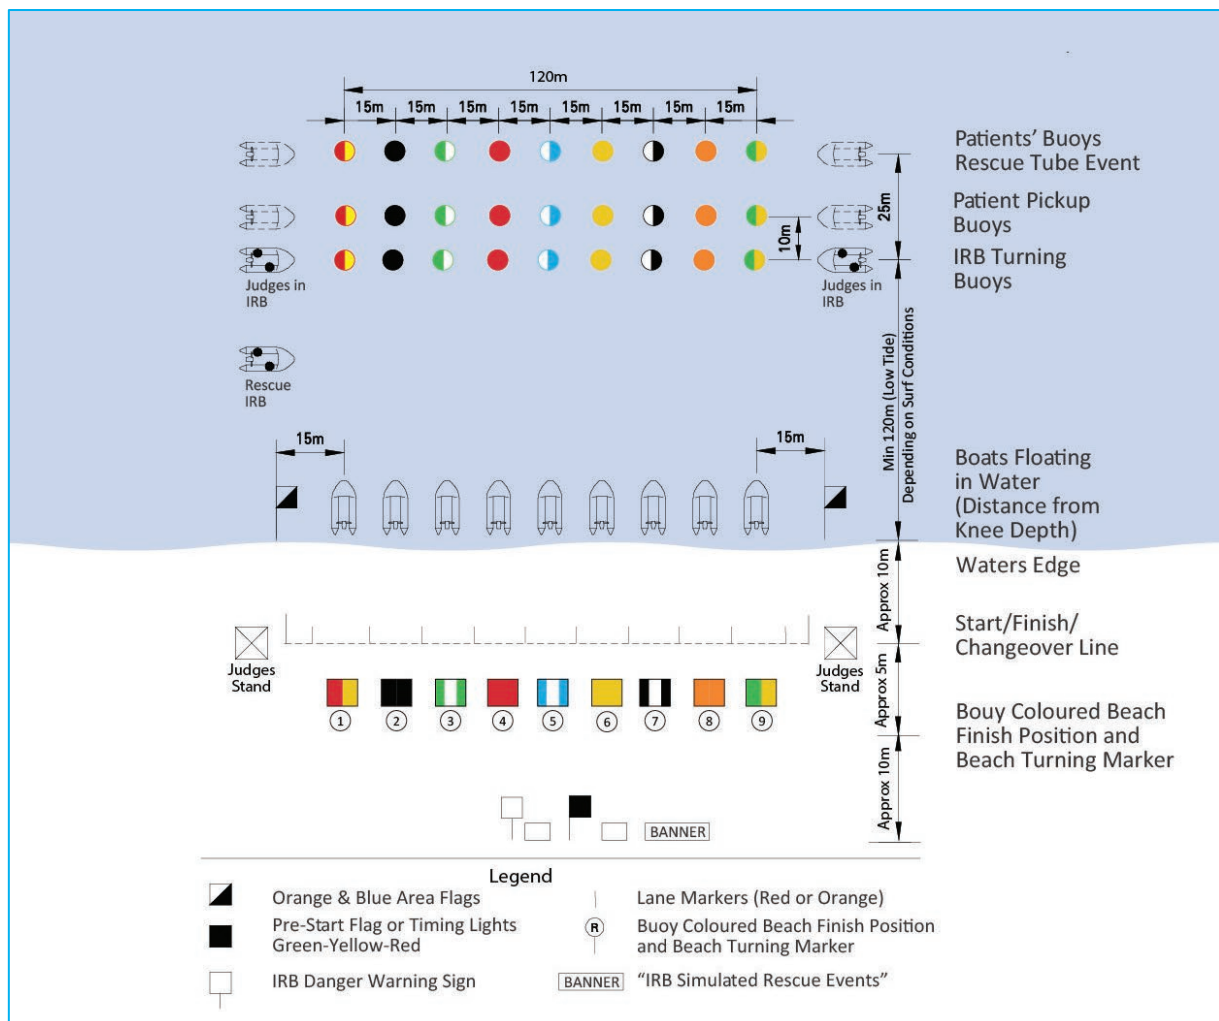 120m
15m 15m 15m 15m 15m 15m 15m 15m
Patients’ Buoys
Rescue Tube Event
25m
Patient Pickup
Buoys
10m
IRB Turning
Buoys
Judges in
IRB
Judges in
IRB
Rescue
IRB
Min 120m (Low Tide)
Depending on Surf Conditions
15m
15m
Boats Floating
in Water
(Distance from
Knee Depth)
Waters Edge
Approx 10m
Start/Finish/
Changeover Line
Judges
Stand
Judges
Stand
Approx 5m
1 2 3 4 5 6 7 8 9
Bouy Coloured Beach
Finish Position and
Beach Turning Marker
Approx 10m
BANNER
Legend
Orange & Blue Area Flags
Pre-Start Flag or Timing Lights
Green-Yellow-Red
IRB Danger Warning Sign
Lane Markers (Red or Orange)
R Buoy Coloured Beach Finish Position
and Beach Turning Marker
BANNER “IRB Simulated Rescue Events”